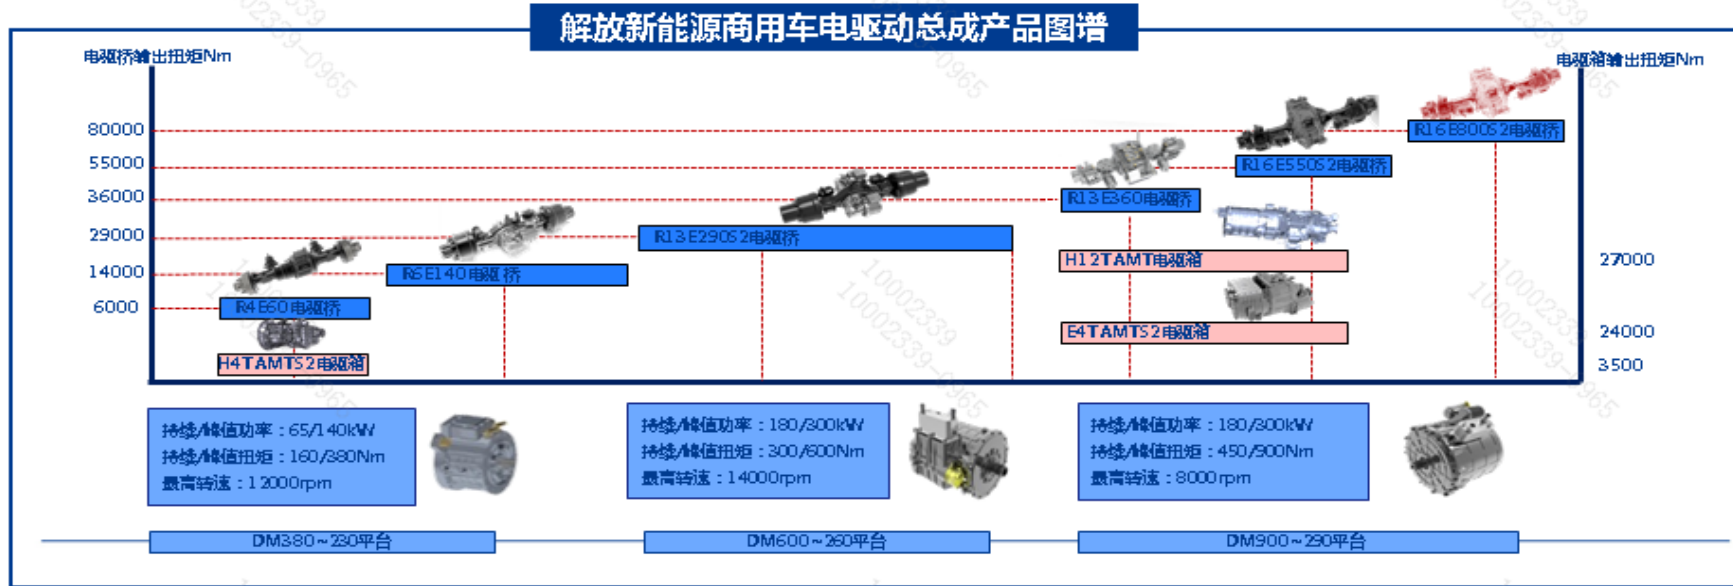 解放新能源商用车电驱动总成产品图谱
电驱桥输出扭矩Nm
电驱箱输出扭矩Nm
80000
R16E800S2电驱桥
55000
R16E550S2电驱桥
36000
R13E360电驱桥
29000
R13E290S2电驱桥
14000
R6E140电驱桥
H12TAMT电驱箱
27000
6000
R4E60电驱桥
E4TAMTS2电驱箱
24000
H4TAMTS2电驱箱
3500
持续/峰值功率：65/140kW
持续/峰值扭矩：160/380Nm
最高转速：12000rpm
持续/峰值功率：180/300kW
持续/峰值扭矩：300/600Nm
最高转速：14000rpm
持续/峰值功率：180/300kW
持续/峰值扭矩：450/900Nm
最高转速：8000rpm
DM380~230平台
DM600~260平台
DM900~290平台
10002339
10002339-0965